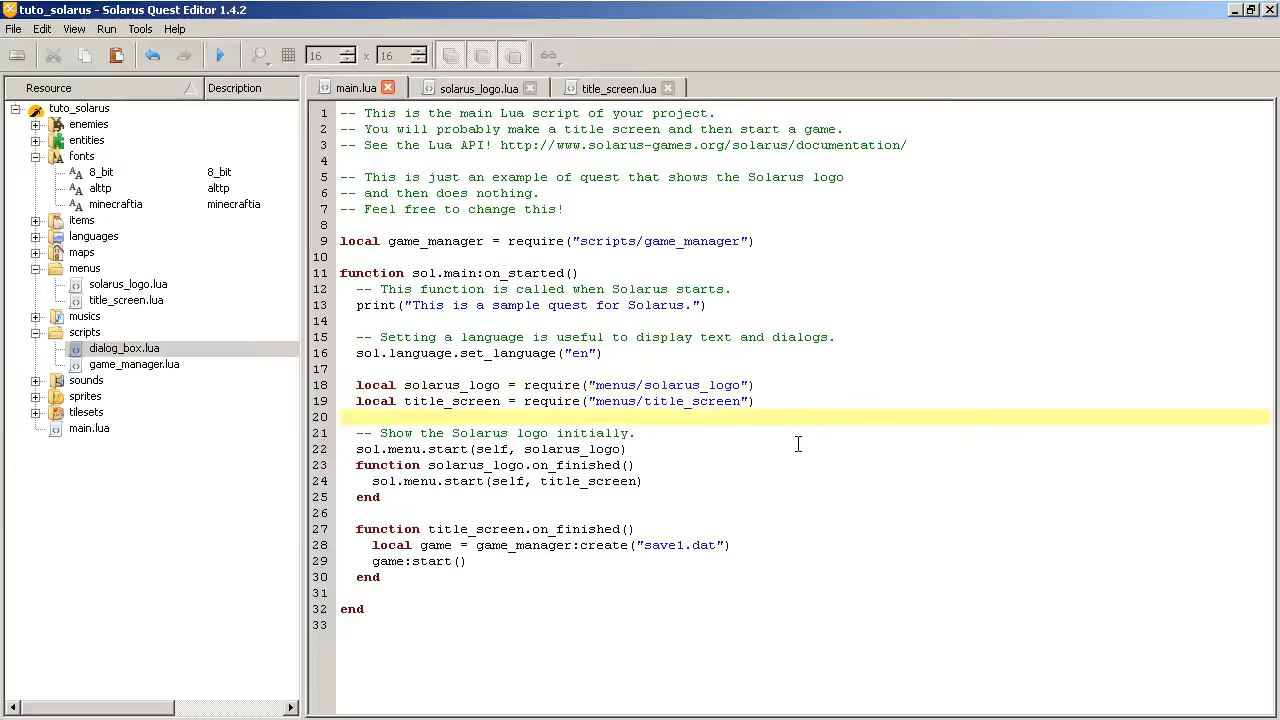 tuto_solarus - Solarus Quest Editor 1.4.2
File Edit View Run Tools Help
16 x 16
Resource Description
tuto_solarus
enemies
entities
fonts
8_bit 8_bit
alttp alttp
minecraftia minecraftia
items
languages
maps
menus
solarus_logo.lua
title_screen.lua
musics
scripts
dialog_box.lua
game_manager.lua
sounds
sprites
tilesets
main.lua
main.lua solarus_logo.lua title_screen.lua
1 -- This is the main Lua script of your project.
2 -- You will probably make a title screen and then start a game.
3 -- See the Lua API! http://www.solarus-games.org/solarus/documentation/
4
5 -- This is just an example of quest that shows the Solarus logo
6 -- and then does nothing.
7 -- Feel free to change this!
8
9 local game_manager = require("scripts/game_manager")
10
11 function sol.main:on_started()
12 -- This function is called when Solarus starts.
13 print("This is a sample quest for Solarus.")
14
15 -- Setting a language is useful to display text and dialogs.
16 sol.language.set_language("en")
17
18 local solarus_logo = require("menus/solarus_logo")
19 local title_screen = require("menus/title_screen")
20
21 -- Show the Solarus logo initially.
22 sol.menu.start(self, solarus_logo)
23 function solarus_logo.on_finished()
24 sol.menu.start(self, title_screen)
25 end
26
27 function title_screen.on_finished()
28 local game = game_manager:create("save1.dat")
29 game:start()
30 end
31
32 end
33